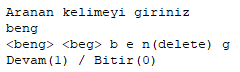 Aranan kelimeyi giriniz
beng
<beng> <beg> b e n(delete) g
Devam(1) / Bitir(0)